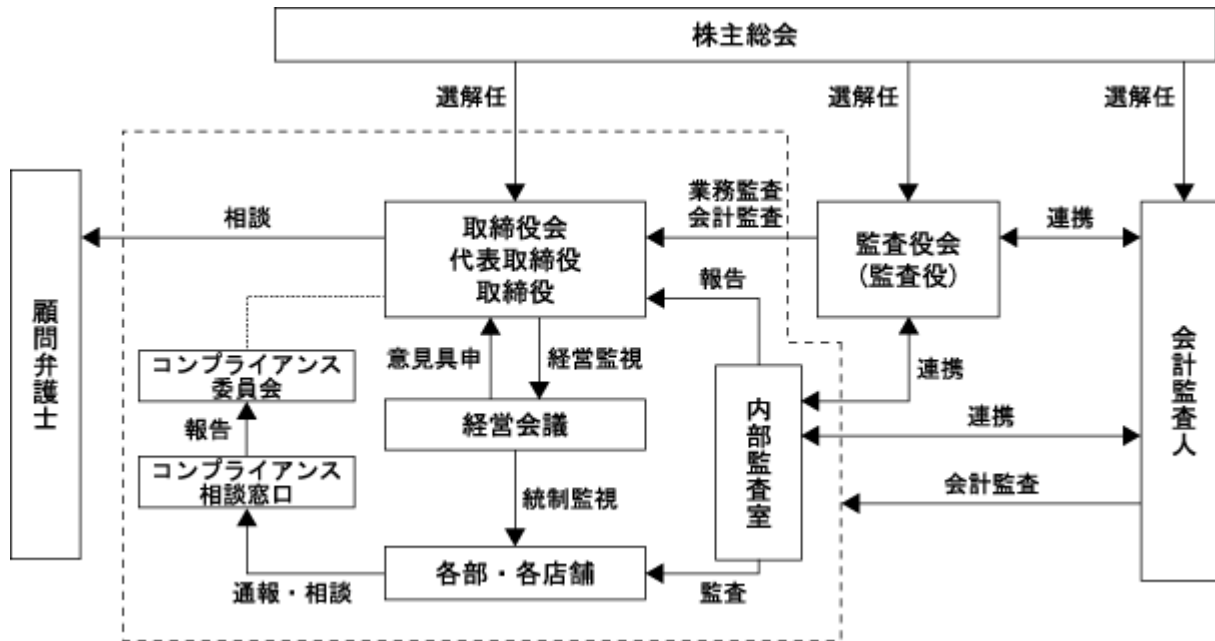 株主総会
選解任
選解任
選解任
業務監査
会計監査
相談
取締役会
代表取締役
取締役
監査役会
(監査役)
連携
報告
顧問弁護士
会計監査人
コンプライアンス
委員会
意見具申
経営監視
連携
内部監査室
報告
経営会議
連携
コンプライアンス
相談窓口
統制監視
会計監査
各部・各店舗
通報・相談
監査